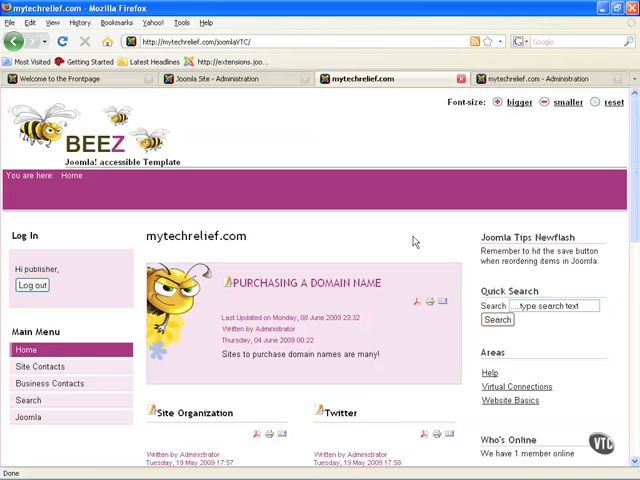 mytechrelief.com - Mozilla Firefox
File Edit View History Bookmarks Yahoo! Tools Help
http://mytechrelief.com/joomlaVTC/
Google
Most Visited Getting Started Latest Headlines http://extensions.joo...
Welcome to the Frontpage
Joomla Site - Administration
mytechrelief.com
mytechrelief.com - Administration
Font-size: bigger smaller reset
BEEZ
Joomla! accessible Template
You are here: Home
Log In
Hi publisher,
Log out
Main Menu
Home
Site Contacts
Business Contacts
Search
Joomla
mytechrelief.com
PURCHASING A DOMAIN NAME
Last Updated on Monday, 08 June 2009 23:32
Written by Administrator
Thursday, 04 June 2009 00:22
Sites to purchase domain names are many!
Site Organization
Written by Administrator
Tuesday, 19 May 2009 17:57
Twitter
Written by Administrator
Tuesday, 19 May 2009 17:58
Joomla Tips Newflash
Remember to hit the save button
when reordering items in Joomla.
Quick Search
Search ....type search text
Search
Areas
Help
Virtual Connections
Website Basics
Who's Online
We have 1 member online
VTC
Done